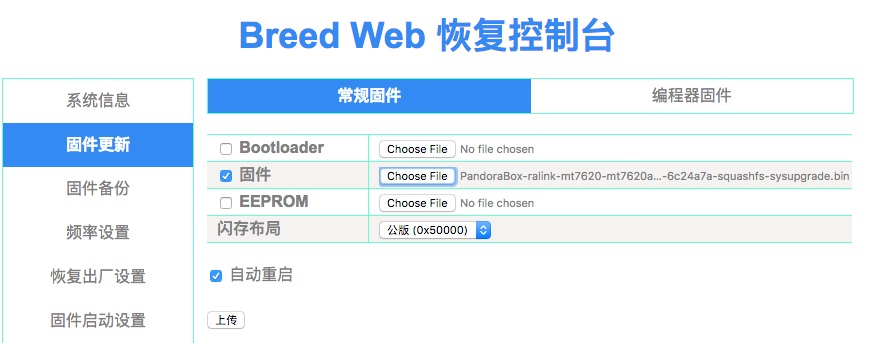 Breed Web 恢复控制台
系统信息
固件更新
固件备份
频率设置
恢复出厂设置
固件启动设置
常规固件 编程器固件
Bootloader Choose File No file chosen
固件 Choose File PandoraBox-ralink-mt7620-mt7620a...-6c24a7a-squashfs-sysupgrade.bin
EEPROM Choose File No file chosen
闪存布局 公版 (0x50000)
自动重启
上传